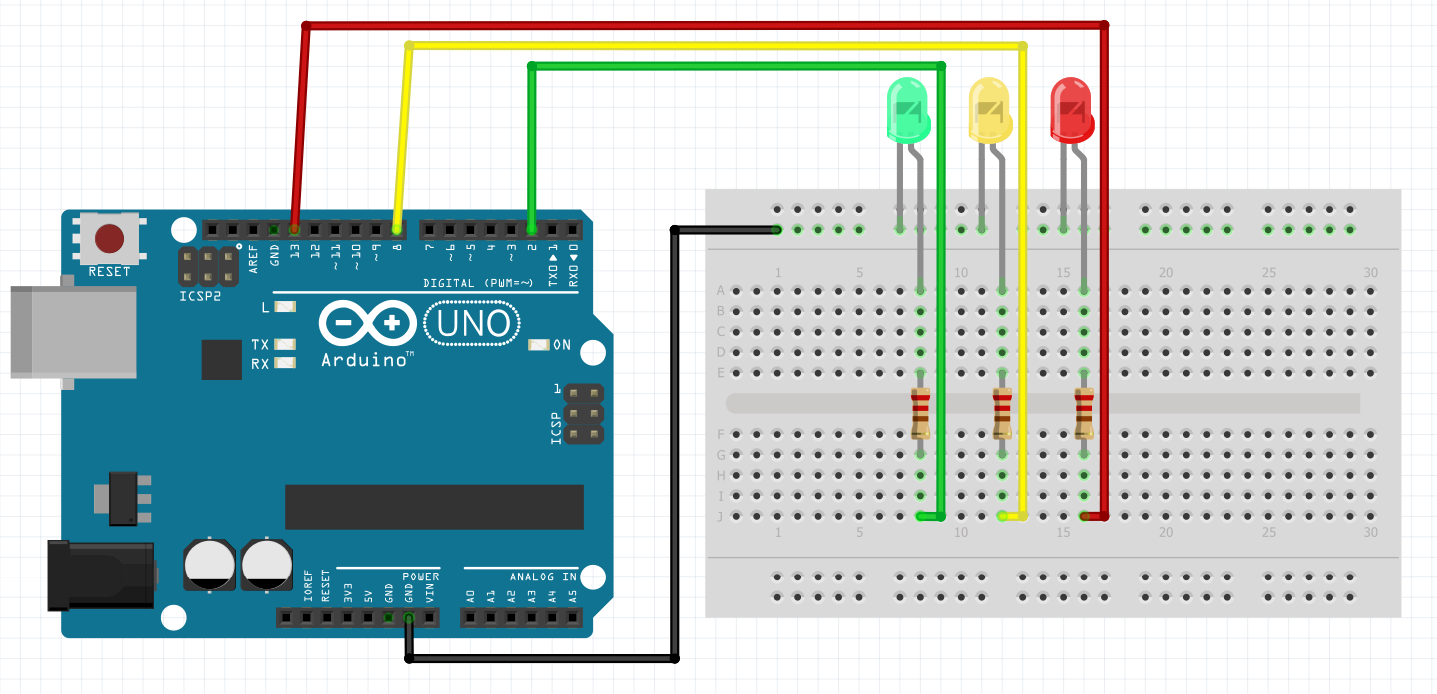 RESET
ICSP2
AREF
GND
13
12
~11
~10
~9
8
7
~6
~5
4
~3
2
TX0▶1
RX0◀0
DIGITAL (PWM=~)
L
TX
RX
UNO
Arduino™
ON
1
ICSP
IOREF
RESET
3V3
5V
GND
GND
VIN
POWER
ANALOG IN
A0
A1
A2
A3
A4
A5
1 5 10 15 20 25 30
A
B
C
D
E
F
G
H
I
J
1 5 10 15 20 25 30